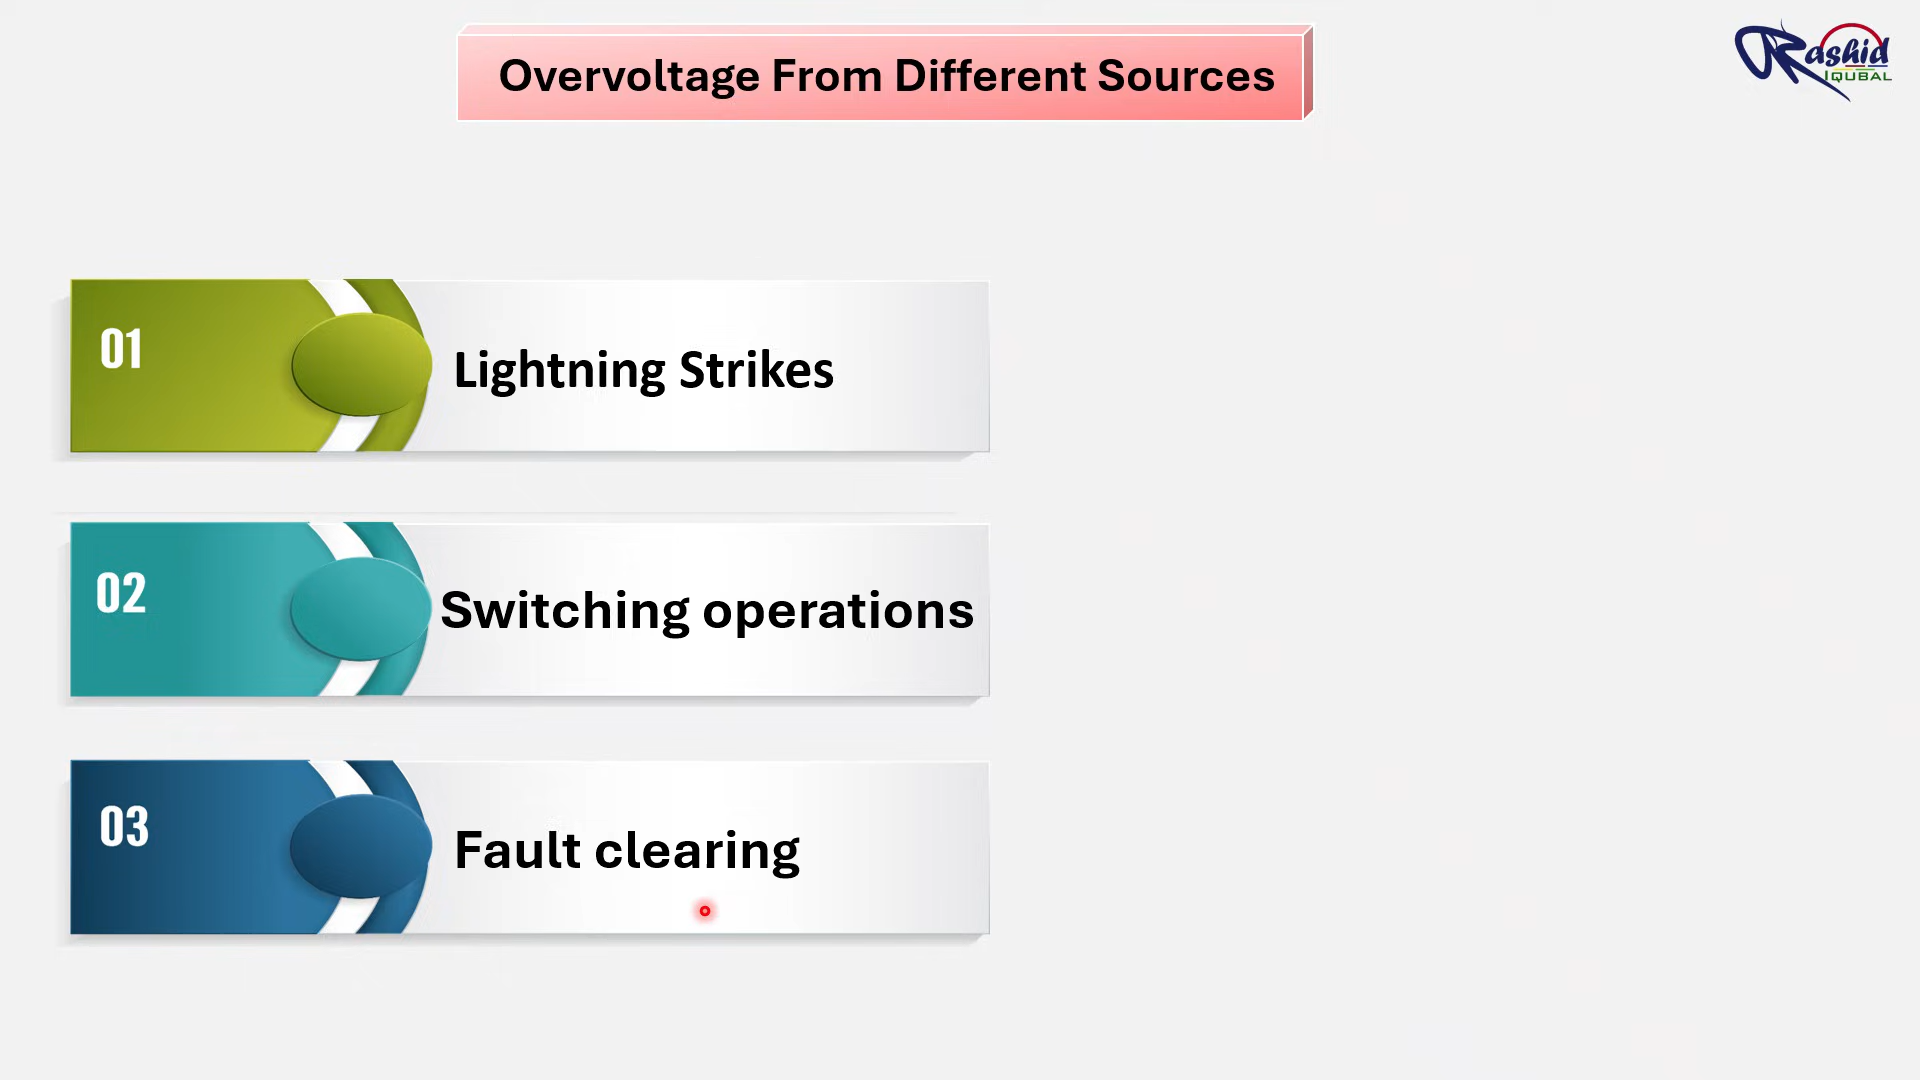 Overvoltage From Different Sources
Rashid
IQUBAL
01
Lightning Strikes
02
Switching operations
03
Fault clearing